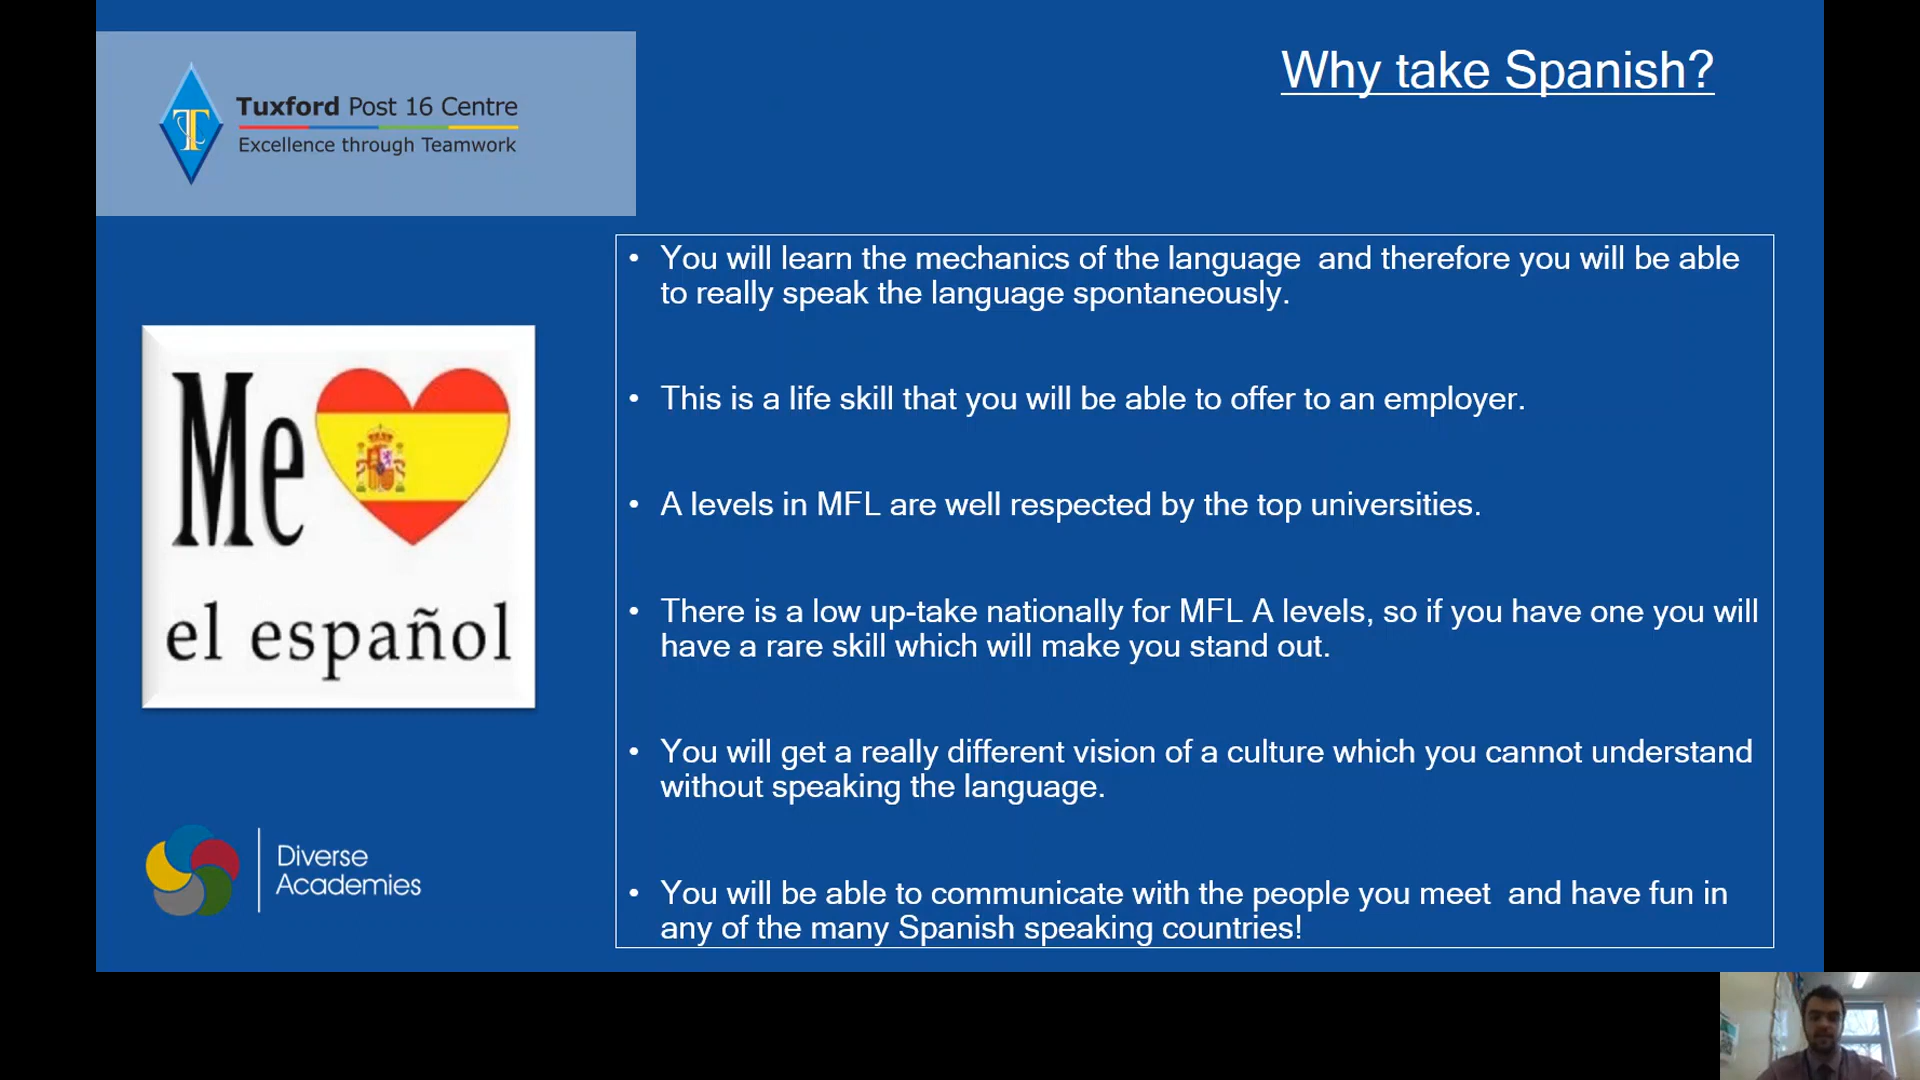 Tuxford Post 16 Centre
Excellence through Teamwork
Why take Spanish?
• You will learn the mechanics of the language  and therefore you will be able
to really speak the language spontaneously.
• This is a life skill that you will be able to offer to an employer.
• A levels in MFL are well respected by the top universities.
• There is a low up-take nationally for MFL A levels, so if you have one you will
have a rare skill which will make you stand out.
• You will get a really different vision of a culture which you cannot understand
without speaking the language.
• You will be able to communicate with the people you meet  and have fun in
any of the many Spanish speaking countries!
Me
el español
Diverse
Academies